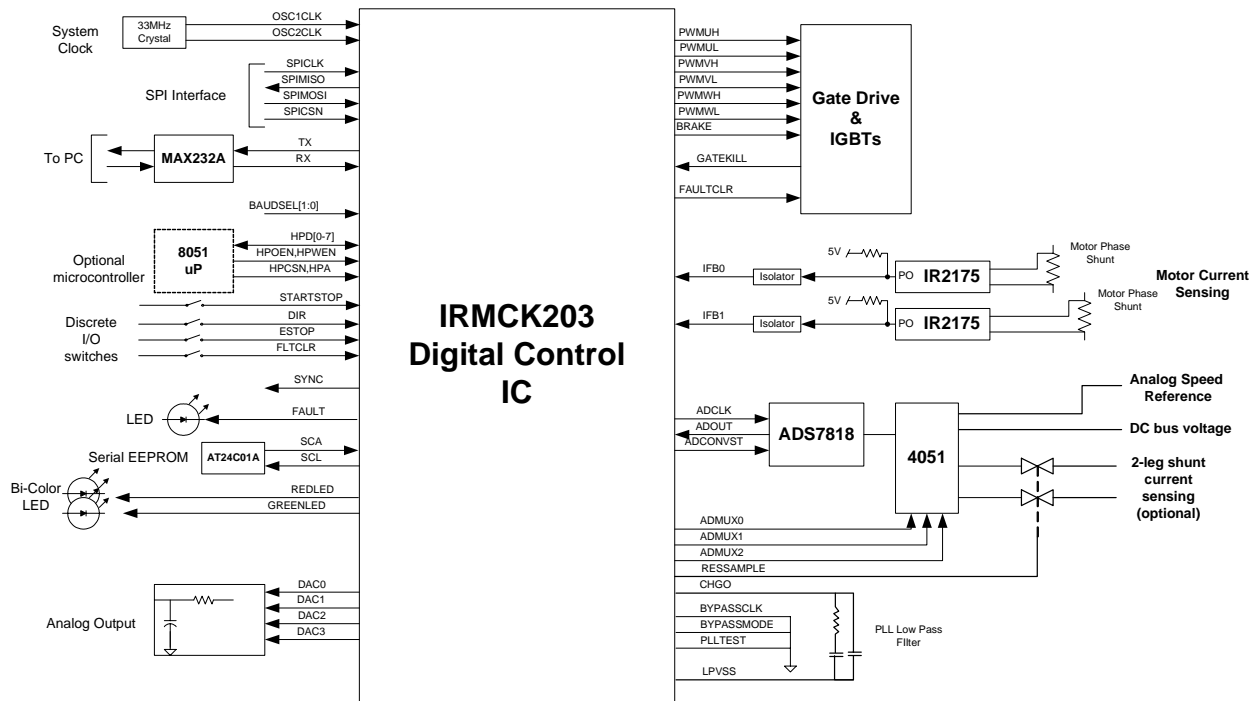 System
Clock
33MHz
Crystal
OSC1CLK
OSC2CLK
SPI Interface
SPICLK
SPIMISO
SPIMOSI
SPICSN
To PC
MAX232A
TX
RX
BAUDSEL[1:0]
Optional
microcontroller
8051
uP
HPD[0-7]
HPOEN,HPWEN
HPCSN,HPA
Discrete
I/O
switches
STARTSTOP
DIR
ESTOP
FLTCLR
SYNC
LED
FAULT
Serial EEPROM
AT24C01A
SCA
SCL
Bi-Color
LED
REDLED
GREENLED
Analog Output
DAC0
DAC1
DAC2
DAC3
IRMCK203
Digital Control
IC
PWMUH
PWMUL
PWMVH
PWMVL
PWMWH
PWMWL
BRAKE
GATEKILL
FAULTCLR
Gate Drive
&
IGBTs
IFB0
Isolator
5V
PO
IR2175
Motor Phase
Shunt
IFB1
Isolator
5V
PO
IR2175
Motor Phase
Shunt
Motor Current
Sensing
ADCLK
ADOUT
ADCONVST
ADS7818
4051
Analog Speed
Reference
DC bus voltage
2-leg shunt
current
sensing
(optional)
ADMUX0
ADMUX1
ADMUX2
RESSAMPLE
CHGO
BYPASSCLK
BYPASSMODE
PLLTEST
LPVSS
PLL Low Pass
FIlter